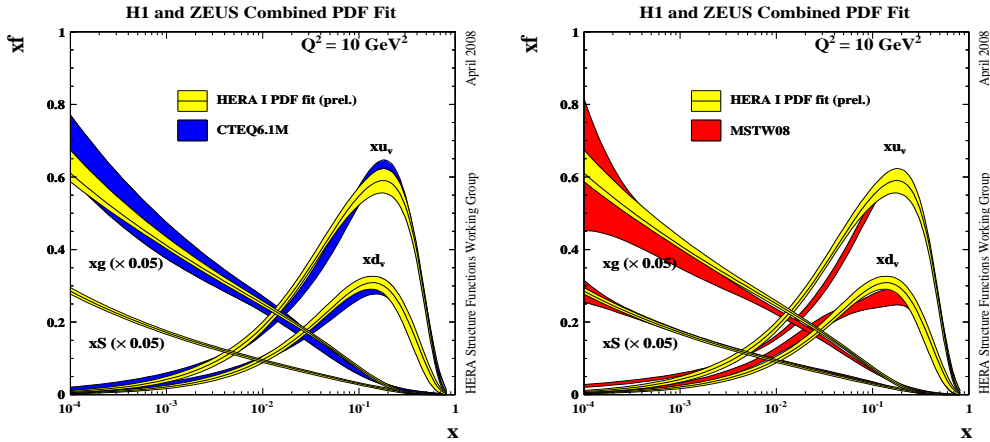 H1 and ZEUS Combined PDF Fit
xf
Q² = 10 GeV²
April 2008
1
0.8
0.6
0.4
0.2
0
HERA I PDF fit (prel.)
CTEQ6.1M
xuᵥ
xdᵥ
xg (× 0.05)
xS (× 0.05)
HERA Structure Functions Working Group
10⁻⁴
10⁻³
10⁻²
10⁻¹
1
x
H1 and ZEUS Combined PDF Fit
xf
Q² = 10 GeV²
April 2008
1
0.8
0.6
0.4
0.2
0
HERA I PDF fit (prel.)
MSTW08
xuᵥ
xdᵥ
xg (× 0.05)
xS (× 0.05)
HERA Structure Functions Working Group
10⁻⁴
10⁻³
10⁻²
10⁻¹
1
x